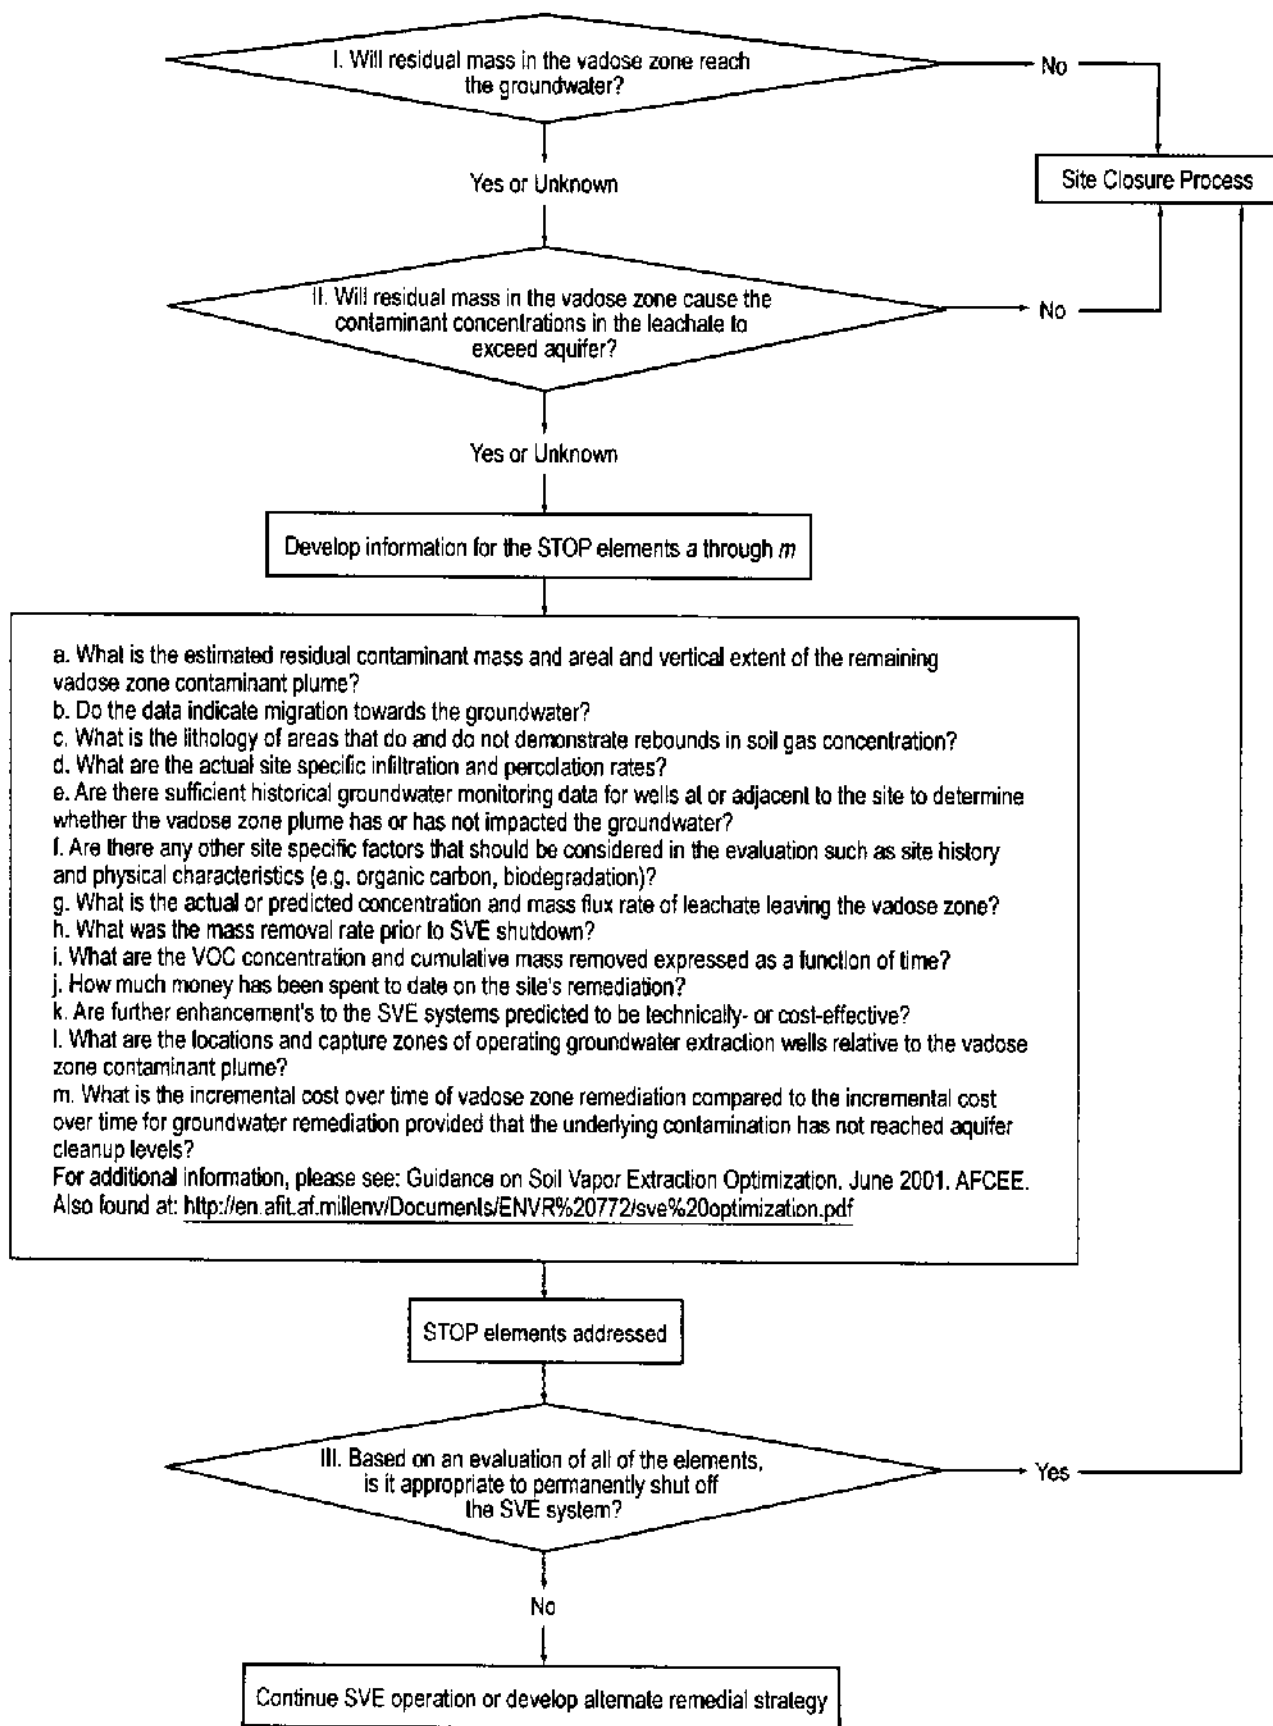 I. Will residual mass in the vadose zone reach
the groundwater?
No
Site Closure Process
Yes or Unknown
II. Will residual mass in the vadose zone cause the
contaminant concentrations in the leachate to
exceed aquifer?
No
Yes or Unknown
Develop information for the STOP elements a through m
a. What is the estimated residual contaminant mass and areal and vertical extent of the remaining
vadose zone contaminant plume?
b. Do the data indicate migration towards the groundwater?
c. What is the lithology of areas that do and do not demonstrate rebounds in soil gas concentration?
d. What are the actual site specific infiltration and percolation rates?
e. Are there sufficient historical groundwater monitoring data for wells at or adjacent to the site to determine
whether the vadose zone plume has or has not impacted the groundwater?
f. Are there any other site specific factors that should be considered in the evaluation such as site history
and physical characteristics (e.g. organic carbon, biodegradation)?
g. What is the actual or predicted concentration and mass flux rate of leachate leaving the vadose zone?
h. What was the mass removal rate prior to SVE shutdown?
i. What are the VOC concentration and cumulative mass removed expressed as a function of time?
j. How much money has been spent to date on the site's remediation?
k. Are further enhancement's to the SVE systems predicted to be technically- or cost-effective?
l. What are the locations and capture zones of operating groundwater extraction wells relative to the vadose
zone contaminant plume?
m. What is the incremental cost over time of vadose zone remediation compared to the incremental cost
over time for groundwater remediation provided that the underlying contamination has not reached aquifer
cleanup levels?
For additional information, please see: Guidance on Soil Vapor Extraction Optimization. June 2001. AFCEE.
Also found at: http://en.afit.af.millenv/Documents/ENVR%20772/sve%20optimization.pdf
STOP elements addressed
III. Based on an evaluation of all of the elements,
is it appropriate to permanently shut off
the SVE system?
Yes
No
Continue SVE operation or develop alternate remedial strategy